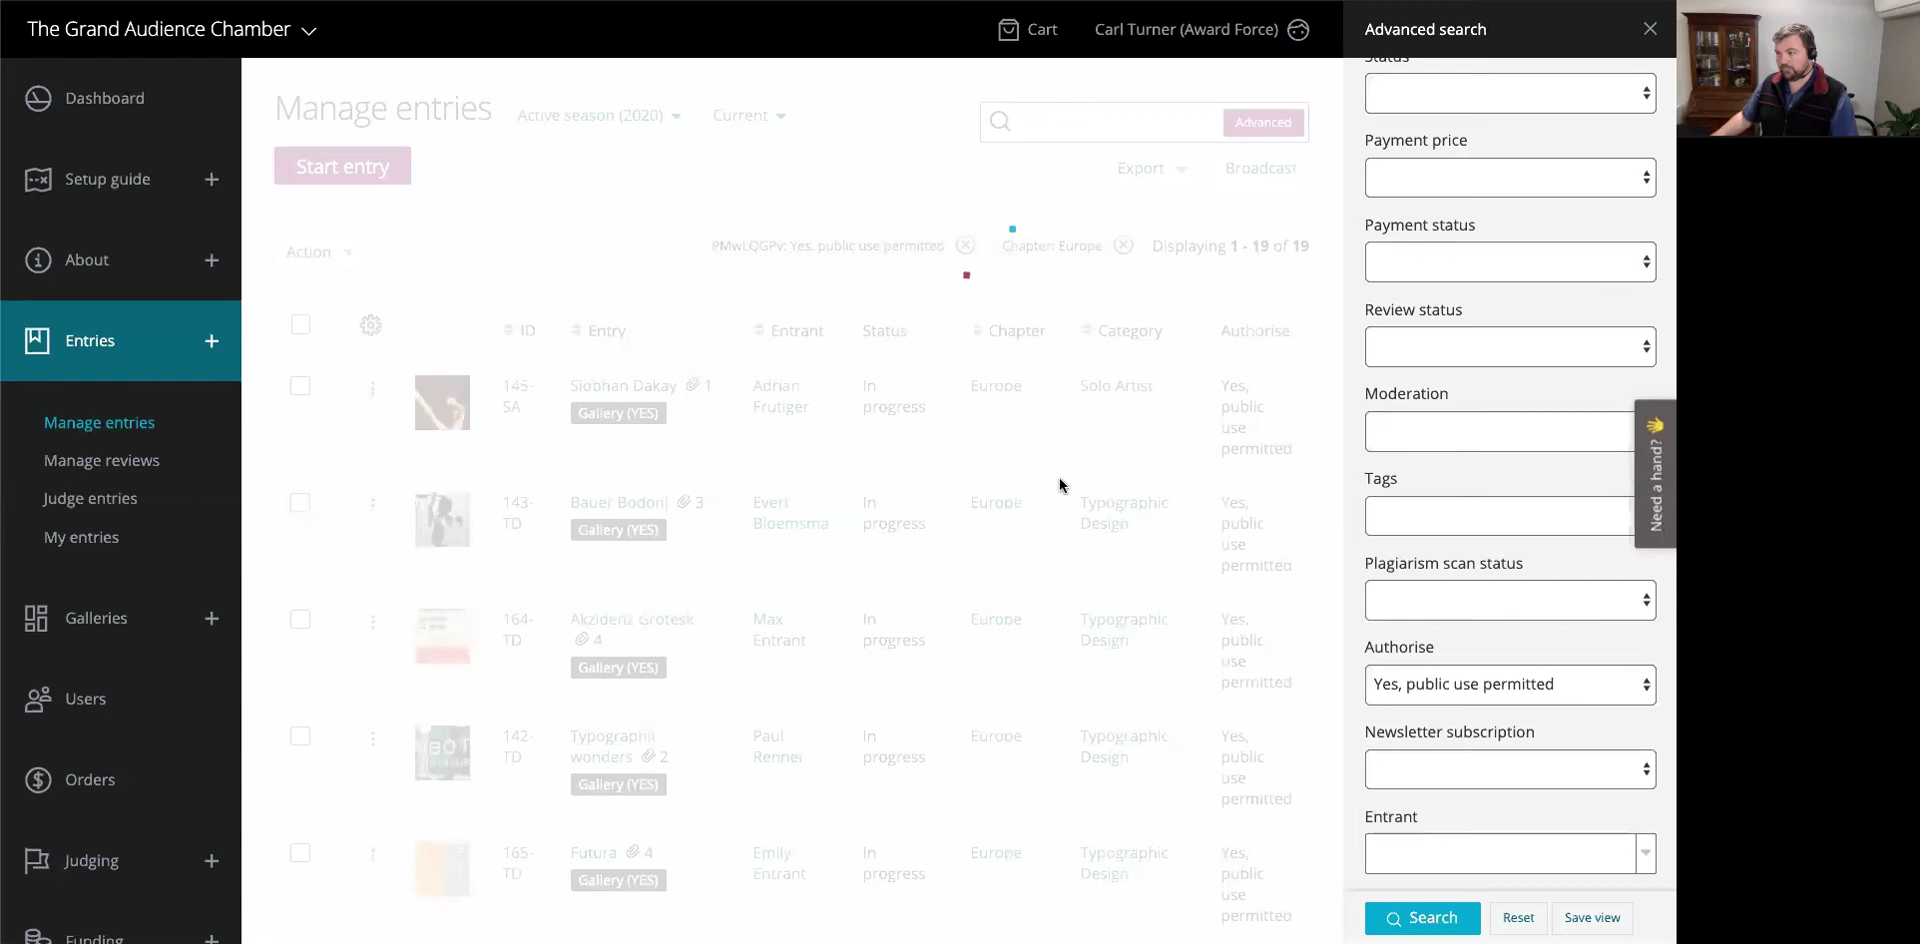 The Grand Audience Chamber
Cart
Carl Turner (Award Force)
Advanced search
Dashboard
Setup guide
About
Entries
Manage entries
Manage reviews
Judge entries
My entries
Galleries
Users
Orders
Judging
Funding
Manage entries
Active season (2020)
Current
Advanced
Start entry
Export
Broadcast
Action
PMwLQGPv: Yes, public use permitted
Chapter: Europe
Displaying 1 - 19 of 19
ID
Entry
Entrant
Status
Chapter
Category
Authorise
145-
SA
Siobhan Dakay 1
Gallery (YES)
Adrian
Frutiger
In
progress
Europe
Solo Artist
Yes,
public
use
permitted
143-
TD
Bauer Bodoni 3
Gallery (YES)
Evert
Bloemsma
In
progress
Europe
Typographic
Design
Yes,
public
use
permitted
164-
TD
Akzidenz Grotesk
4
Gallery (YES)
Max
Entrant
In
progress
Europe
Typographic
Design
Yes,
public
use
permitted
142-
TD
Typographic
wonders 2
Gallery (YES)
Paul
Renner
In
progress
Europe
Typographic
Design
Yes,
public
use
permitted
165-
TD
Futura 4
Gallery (YES)
Emily
Entrant
In
progress
Europe
Typographic
Design
Yes,
public
use
permitted
Status
Payment price
Payment status
Review status
Moderation
Tags
Plagiarism scan status
Authorise
Yes, public use permitted
Newsletter subscription
Entrant
Search
Reset
Save view
Need a hand?